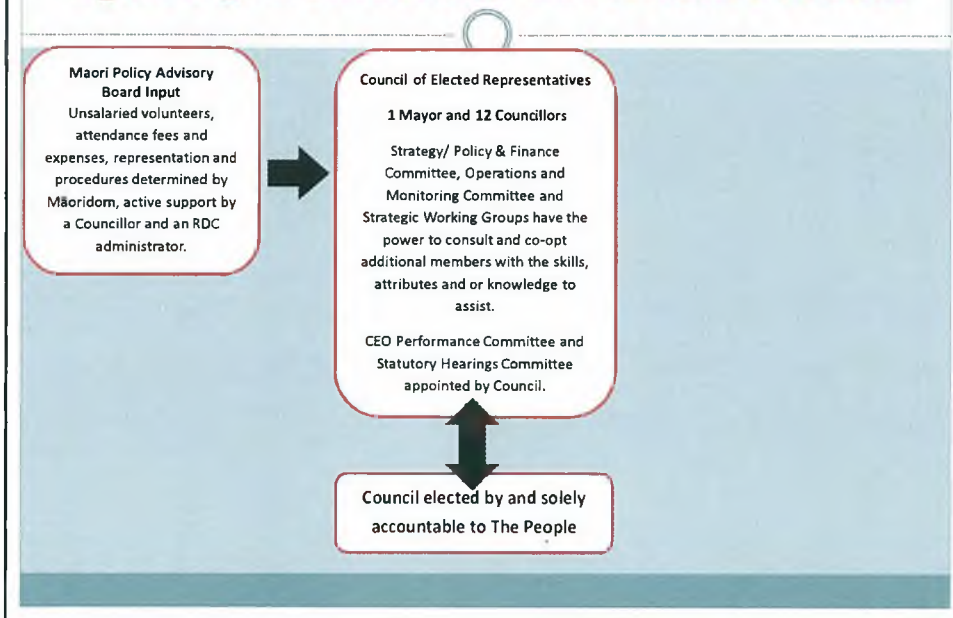 Maori Policy Advisory
Board Input
Unsalaried volunteers,
attendance fees and
expenses, representation and
procedures determined by
Māoridom, active support by
a Councillor and an RDC
administrator.
Council of Elected Representatives
1 Mayor and 12 Councillors
Strategy/ Policy & Finance
Committee, Operations and
Monitoring Committee and
Strategic Working Groups have the
power to consult and co-opt
additional members with the skills,
attributes and or knowledge to
assist.
CEO Performance Committee and
Statutory Hearings Committee
appointed by Council.
Council elected by and solely
accountable to The People